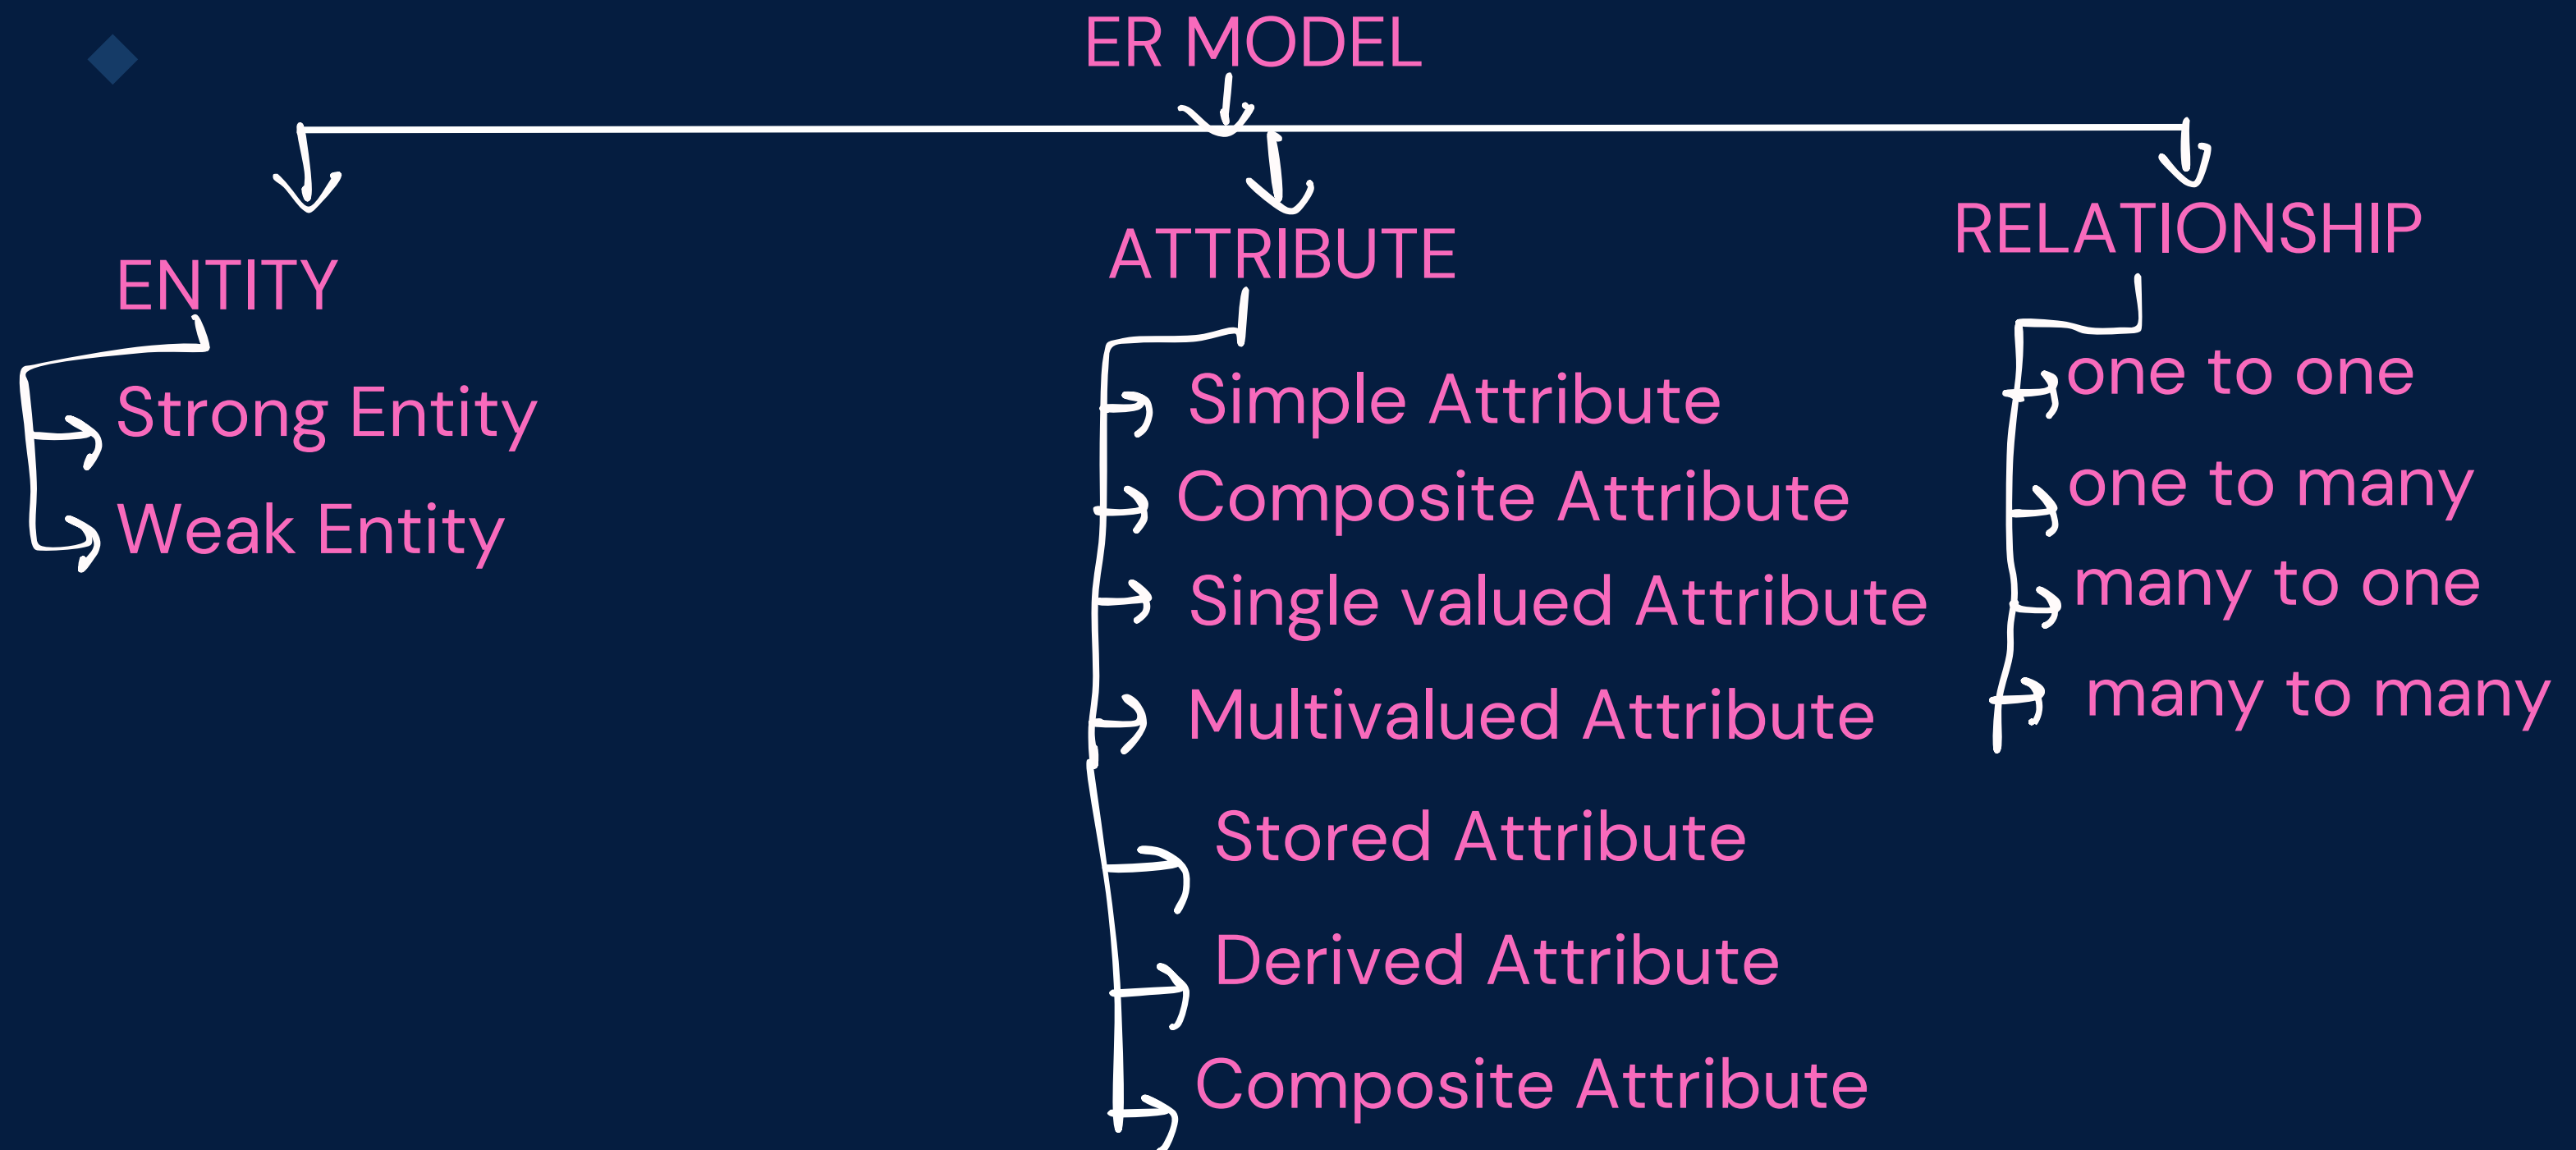 ER MODEL
ENTITY
Strong Entity
Weak Entity
ATTRIBUTE
Simple Attribute
Composite Attribute
Single valued Attribute
Multivalued Attribute
Stored Attribute
Derived Attribute
Composite Attribute
RELATIONSHIP
one to one
one to many
many to one
many to many